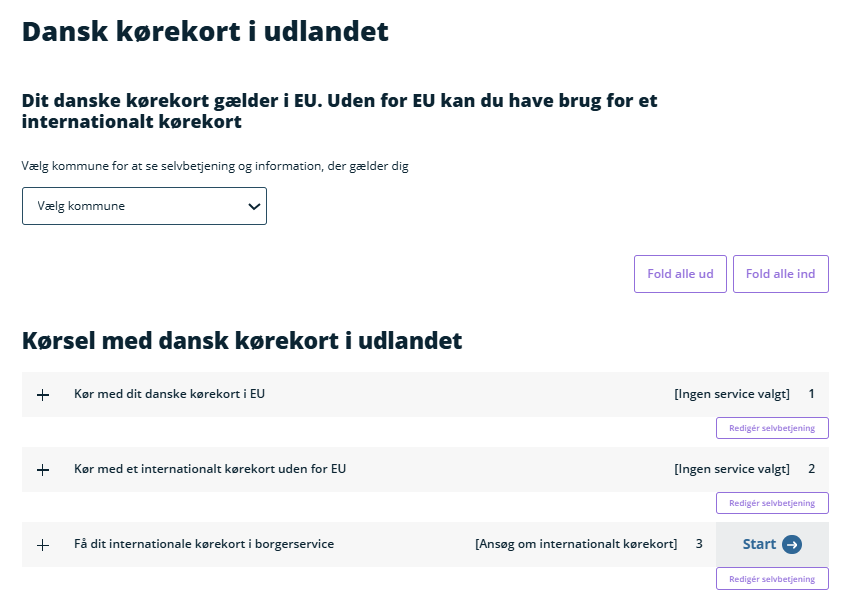 Dansk kørekort i udlandet
Dit danske kørekort gælder i EU. Uden for EU kan du have brug for et
internationalt kørekort
Vælg kommune for at se selvbetjening og information, der gælder dig
Vælg kommune
Fold alle ud Fold alle ind
Kørsel med dansk kørekort i udlandet
Kør med dit danske kørekort i EU [Ingen service valgt] 1
Redigér selvbetjening
Kør med et internationalt kørekort uden for EU [Ingen service valgt] 2
Redigér selvbetjening
Få dit internationale kørekort i borgerservice [Ansøg om internationalt kørekort] 3 Start
Redigér selvbetjening